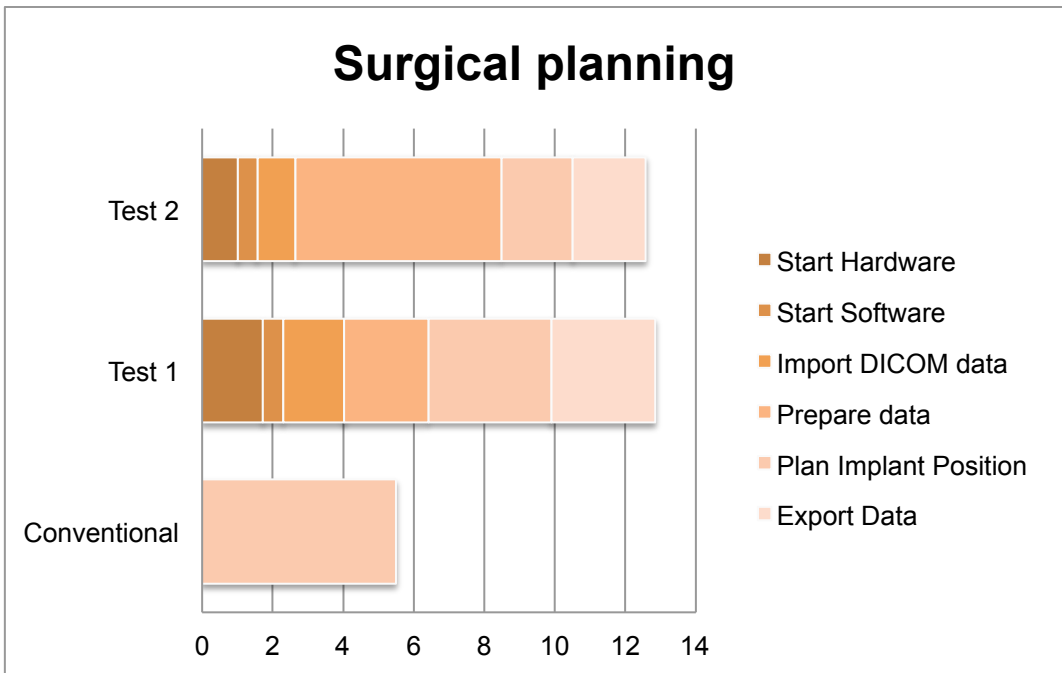 Surgical planning
Test 2
Test 1
Conventional
0 2 4 6 8 10 12 14
Start Hardware
Start Software
Import DICOM data
Prepare data
Plan Implant Position
Export Data